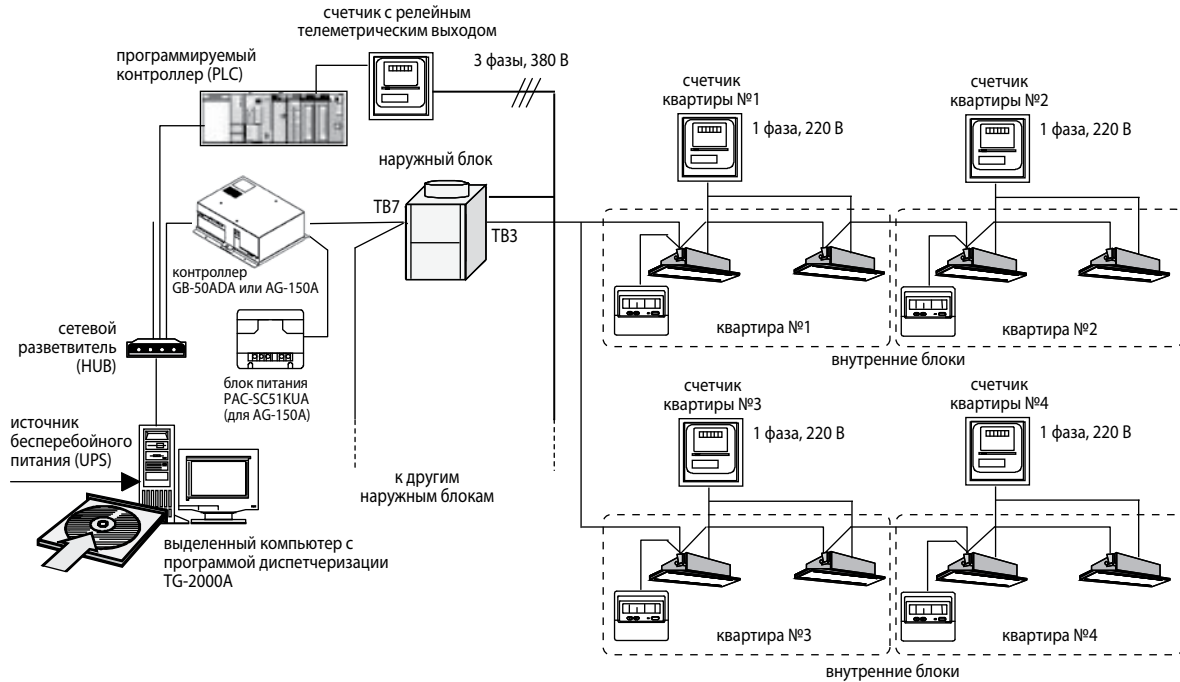 счетчик с релейным
телеметрическим выходом
программируемый
контроллер (PLC)
3 фазы, 380 В
счетчик
квартиры №1
1 фаза, 220 В
счетчик
квартиры №2
1 фаза, 220 В
наружный блок
TB7
TB3
контроллер
GB-50ADA или AG-150A
квартира №1
квартира №2
внутренние блоки
сетевой
разветвитель
(HUB)
блок питания
PAC-SC51KUA
(для AG-150A)
счетчик
квартиры №3
1 фаза, 220 В
счетчик
квартиры №4
1 фаза, 220 В
источник
бесперебойного
питания (UPS)
к другим
наружным блокам
выделенный компьютер с
программой диспетчеризации
TG-2000A
квартира №3
квартира №4
внутренние блоки